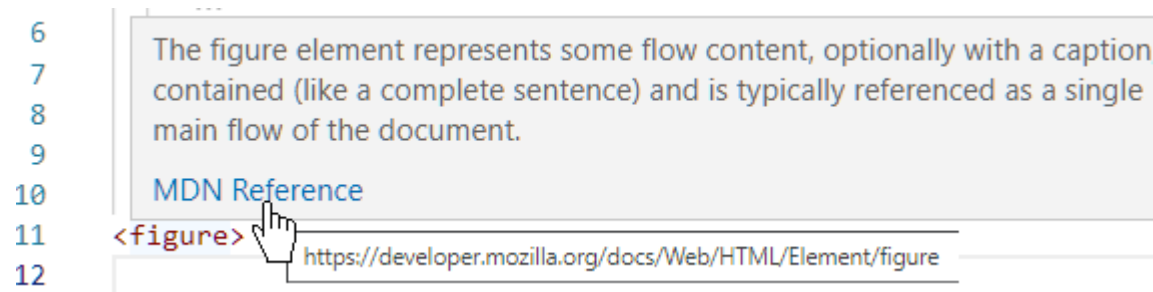 6
The figure element represents some flow content, optionally with a caption,
7
contained (like a complete sentence) and is typically referenced as a single
8
main flow of the document.
9
10
MDN Reference
11
<figure>
https://developer.mozilla.org/docs/Web/HTML/Element/figure
12